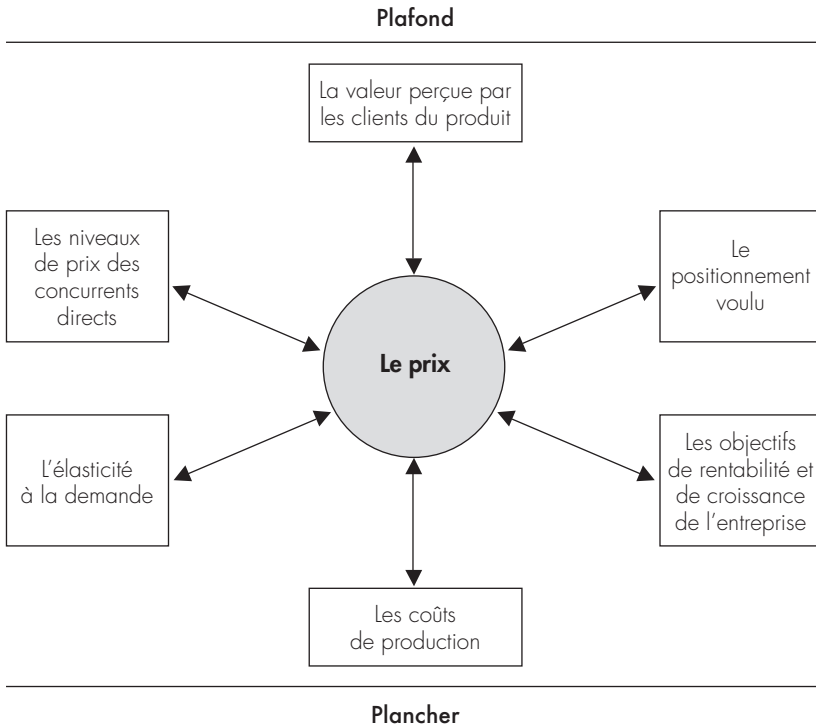 Plafond
La valeur perçue par
les clients du produit
Les niveaux
de prix des
concurrents
directs
Le
positionnement
voulu
Le prix
L'élasticité
à la demande
Les objectifs
de rentabilité et
de croissance
de l'entreprise
Les coûts
de production
Plancher